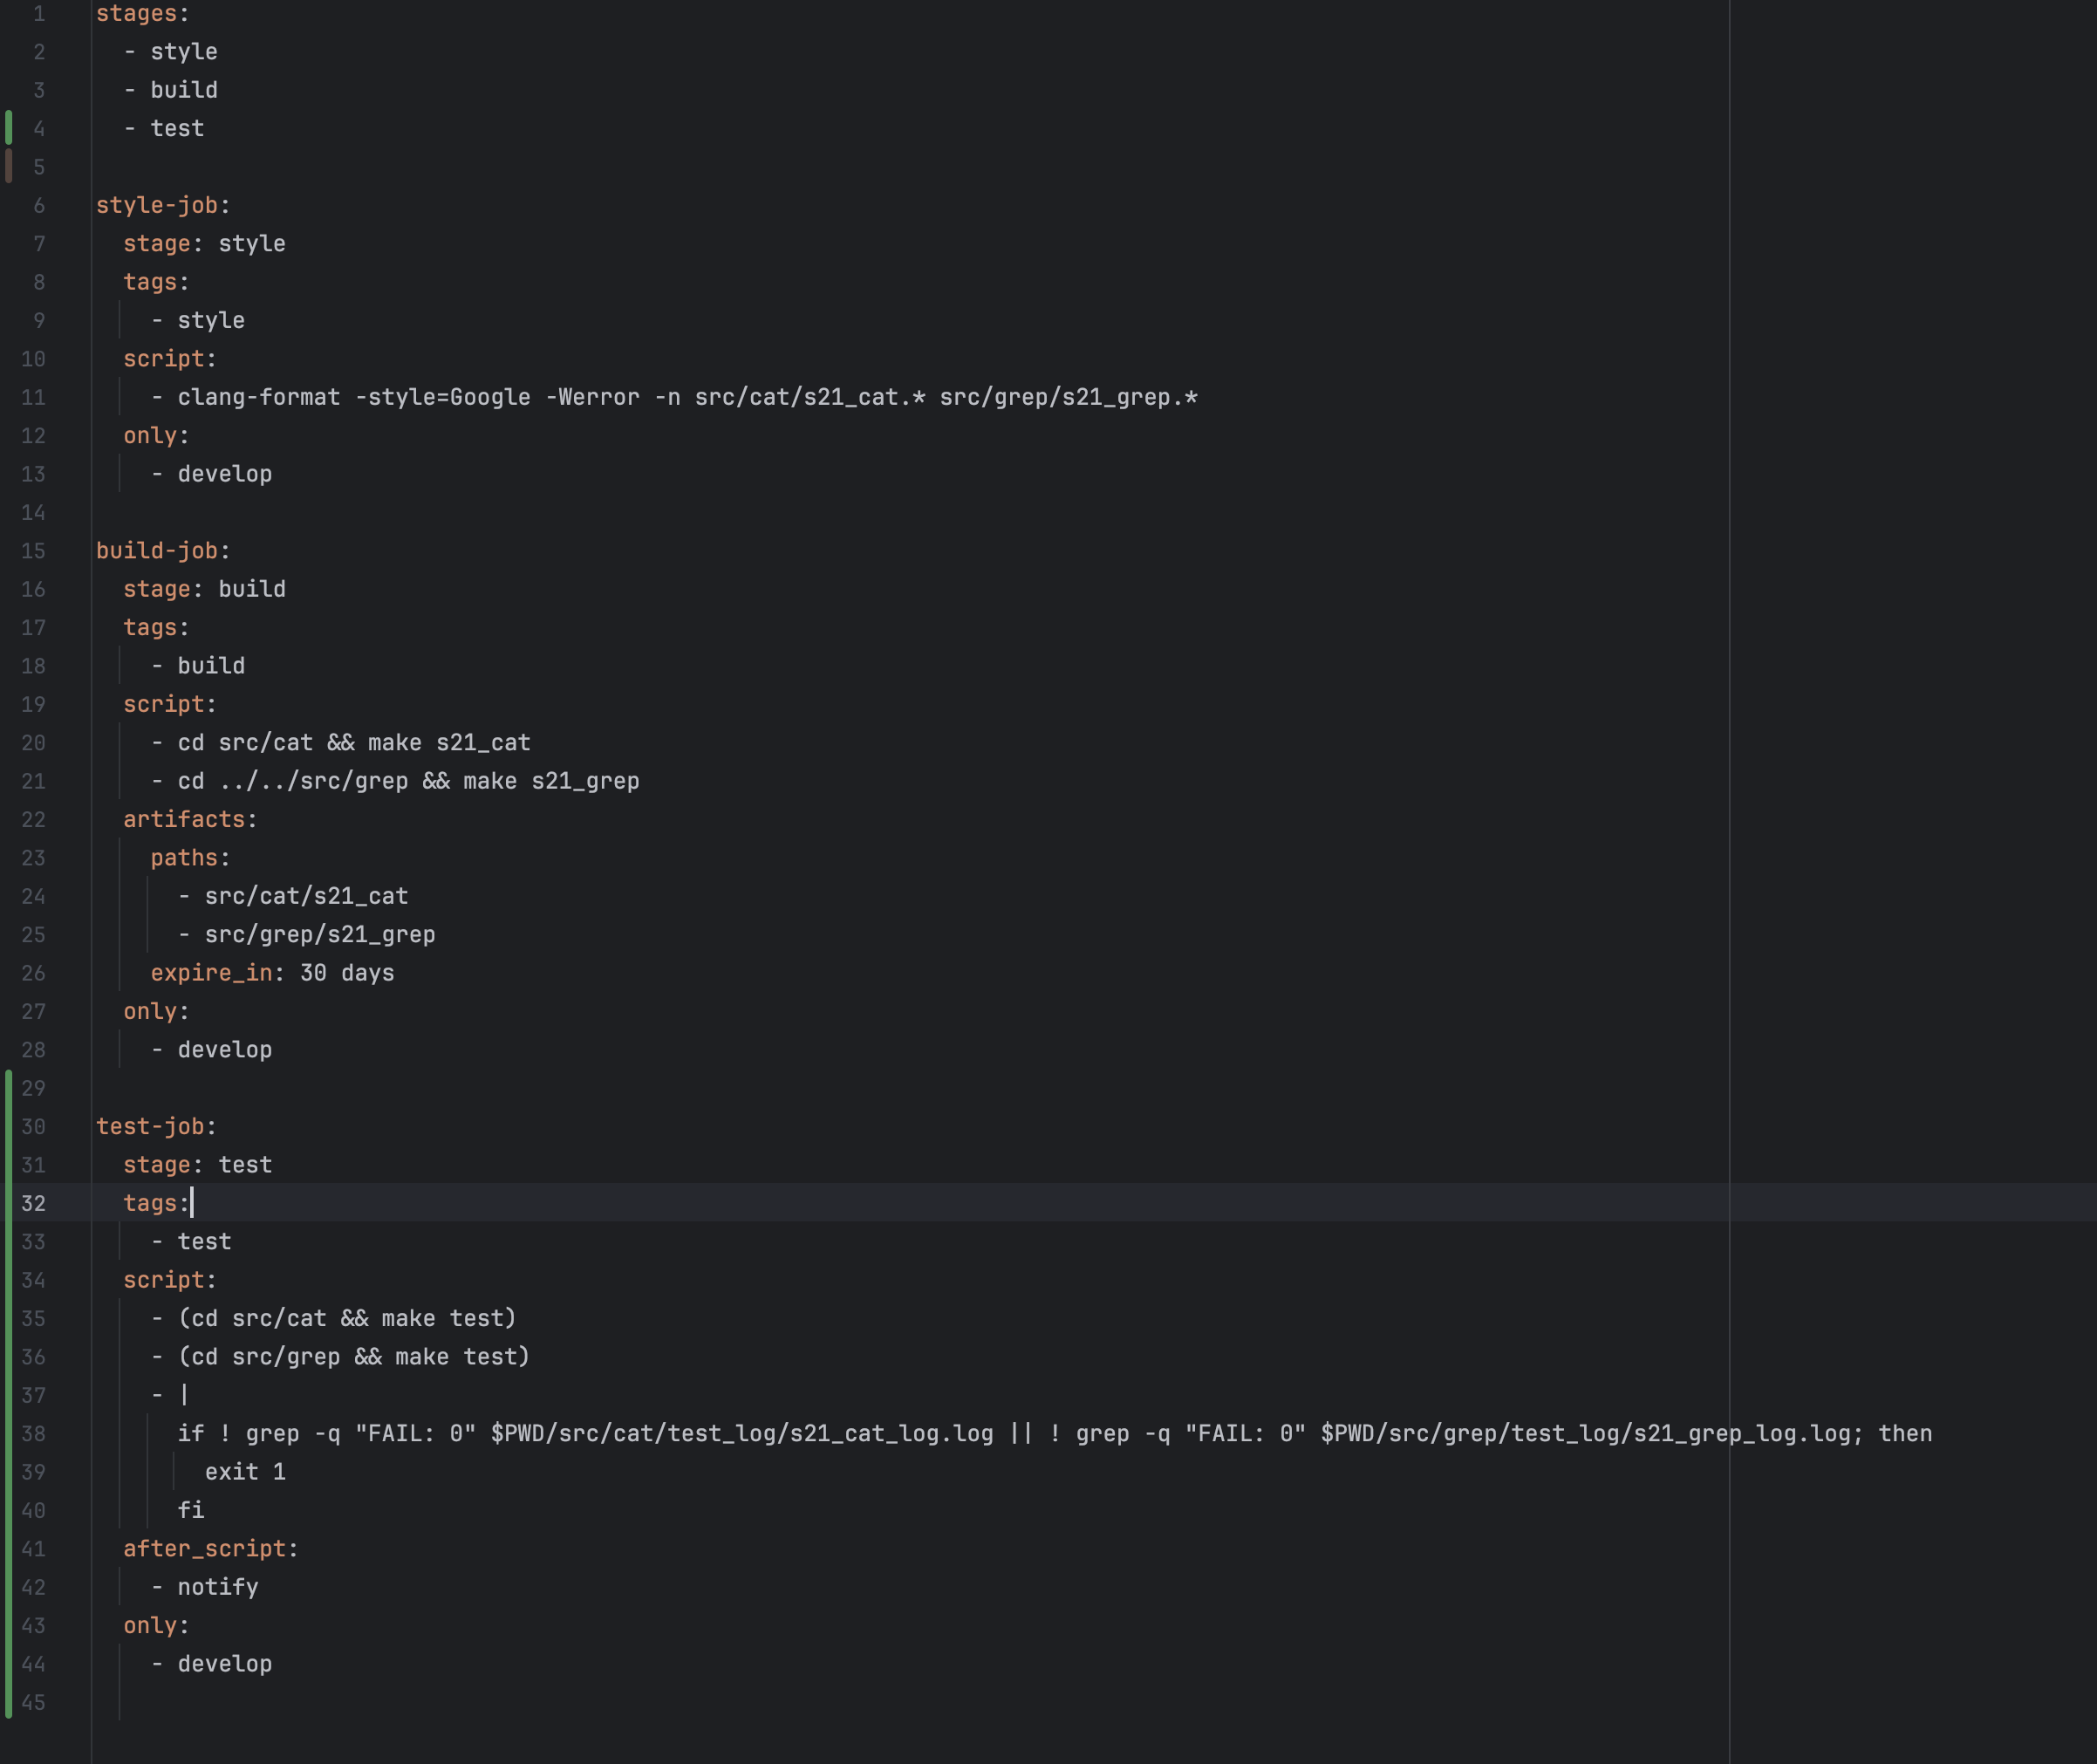 1 stages:
2   - style
3   - build
4   - test
5
6 style-job:
7   stage: style
8   tags:
9     - style
10   script:
11     - clang-format -style=Google -Werror -n src/cat/s21_cat.* src/grep/s21_grep.*
12   only:
13     - develop
14
15 build-job:
16   stage: build
17   tags:
18     - build
19   script:
20     - cd src/cat && make s21_cat
21     - cd ../../src/grep && make s21_grep
22   artifacts:
23     paths:
24       - src/cat/s21_cat
25       - src/grep/s21_grep
26     expire_in: 30 days
27   only:
28     - develop
29
30 test-job:
31   stage: test
32   tags:
33     - test
34   script:
35     - (cd src/cat && make test)
36     - (cd src/grep && make test)
37     - |
38       if ! grep -q "FAIL: 0" $PWD/src/cat/test_log/s21_cat_log.log || ! grep -q "FAIL: 0" $PWD/src/grep/test_log/s21_grep_log.log; then
39         exit 1
40       fi
41   after_script:
42     - notify
43   only:
44     - develop
45